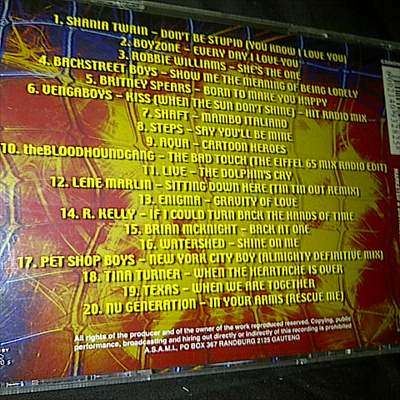 1. SHANIA TWAIN – DON'T BE STUPID (YOU KNOW I LOVE YOU)
2. BOYZONE – EVERY DAY I LOVE YOU
3. ROBBIE WILLIAMS – SHE'S THE ONE
4. BACKSTREET BOYS – SHOW ME THE MEANING OF BEING LONELY
5. BRITNEY SPEARS – BORN TO MAKE YOU HAPPY
6. VENGABOYS – KISS (WHEN THE SUN DON'T SHINE) – HIT RADIO MIX
7. SHAFT – MAMBO ITALIANO
8. STEPS – SAY YOU'LL BE MINE
9. AQUA – CARTOON HEROES
10. theBLOODHOUNDGANG – THE BAD TOUCH (THE EIFFEL 65 MIX RADIO EDIT)
11. LIVE – THE DOLPHIN'S CRY
12. LENE MARLIN – SITTING DOWN HERE (TIN TIN OUT REMIX)
13. ENIGMA – GRAVITY OF LOVE
14. R. KELLY – IF I COULD TURN BACK THE HANDS OF TIME
15. BRIAN MCKNIGHT – BACK AT ONE
16. WATERSHED – SHINE ON ME
17. PET SHOP BOYS – NEW YORK CITY BOY (ALMIGHTY DEFINITIVE MIX)
18. TINA TURNER – WHEN THE HEARTACHE IS OVER
19. TEXAS – WHEN WE ARE TOGETHER
20. NU GENERATION – IN YOUR ARMS (RESCUE ME)
All rights of the producer and of the owner of the work reproduced reserved. Copying, public
performance, broadcasting and hiring out directly or indirectly of this recording is prohibited
A.S.A.M.I., PO BOX 367 RANDBURG 2125 GAUTENG